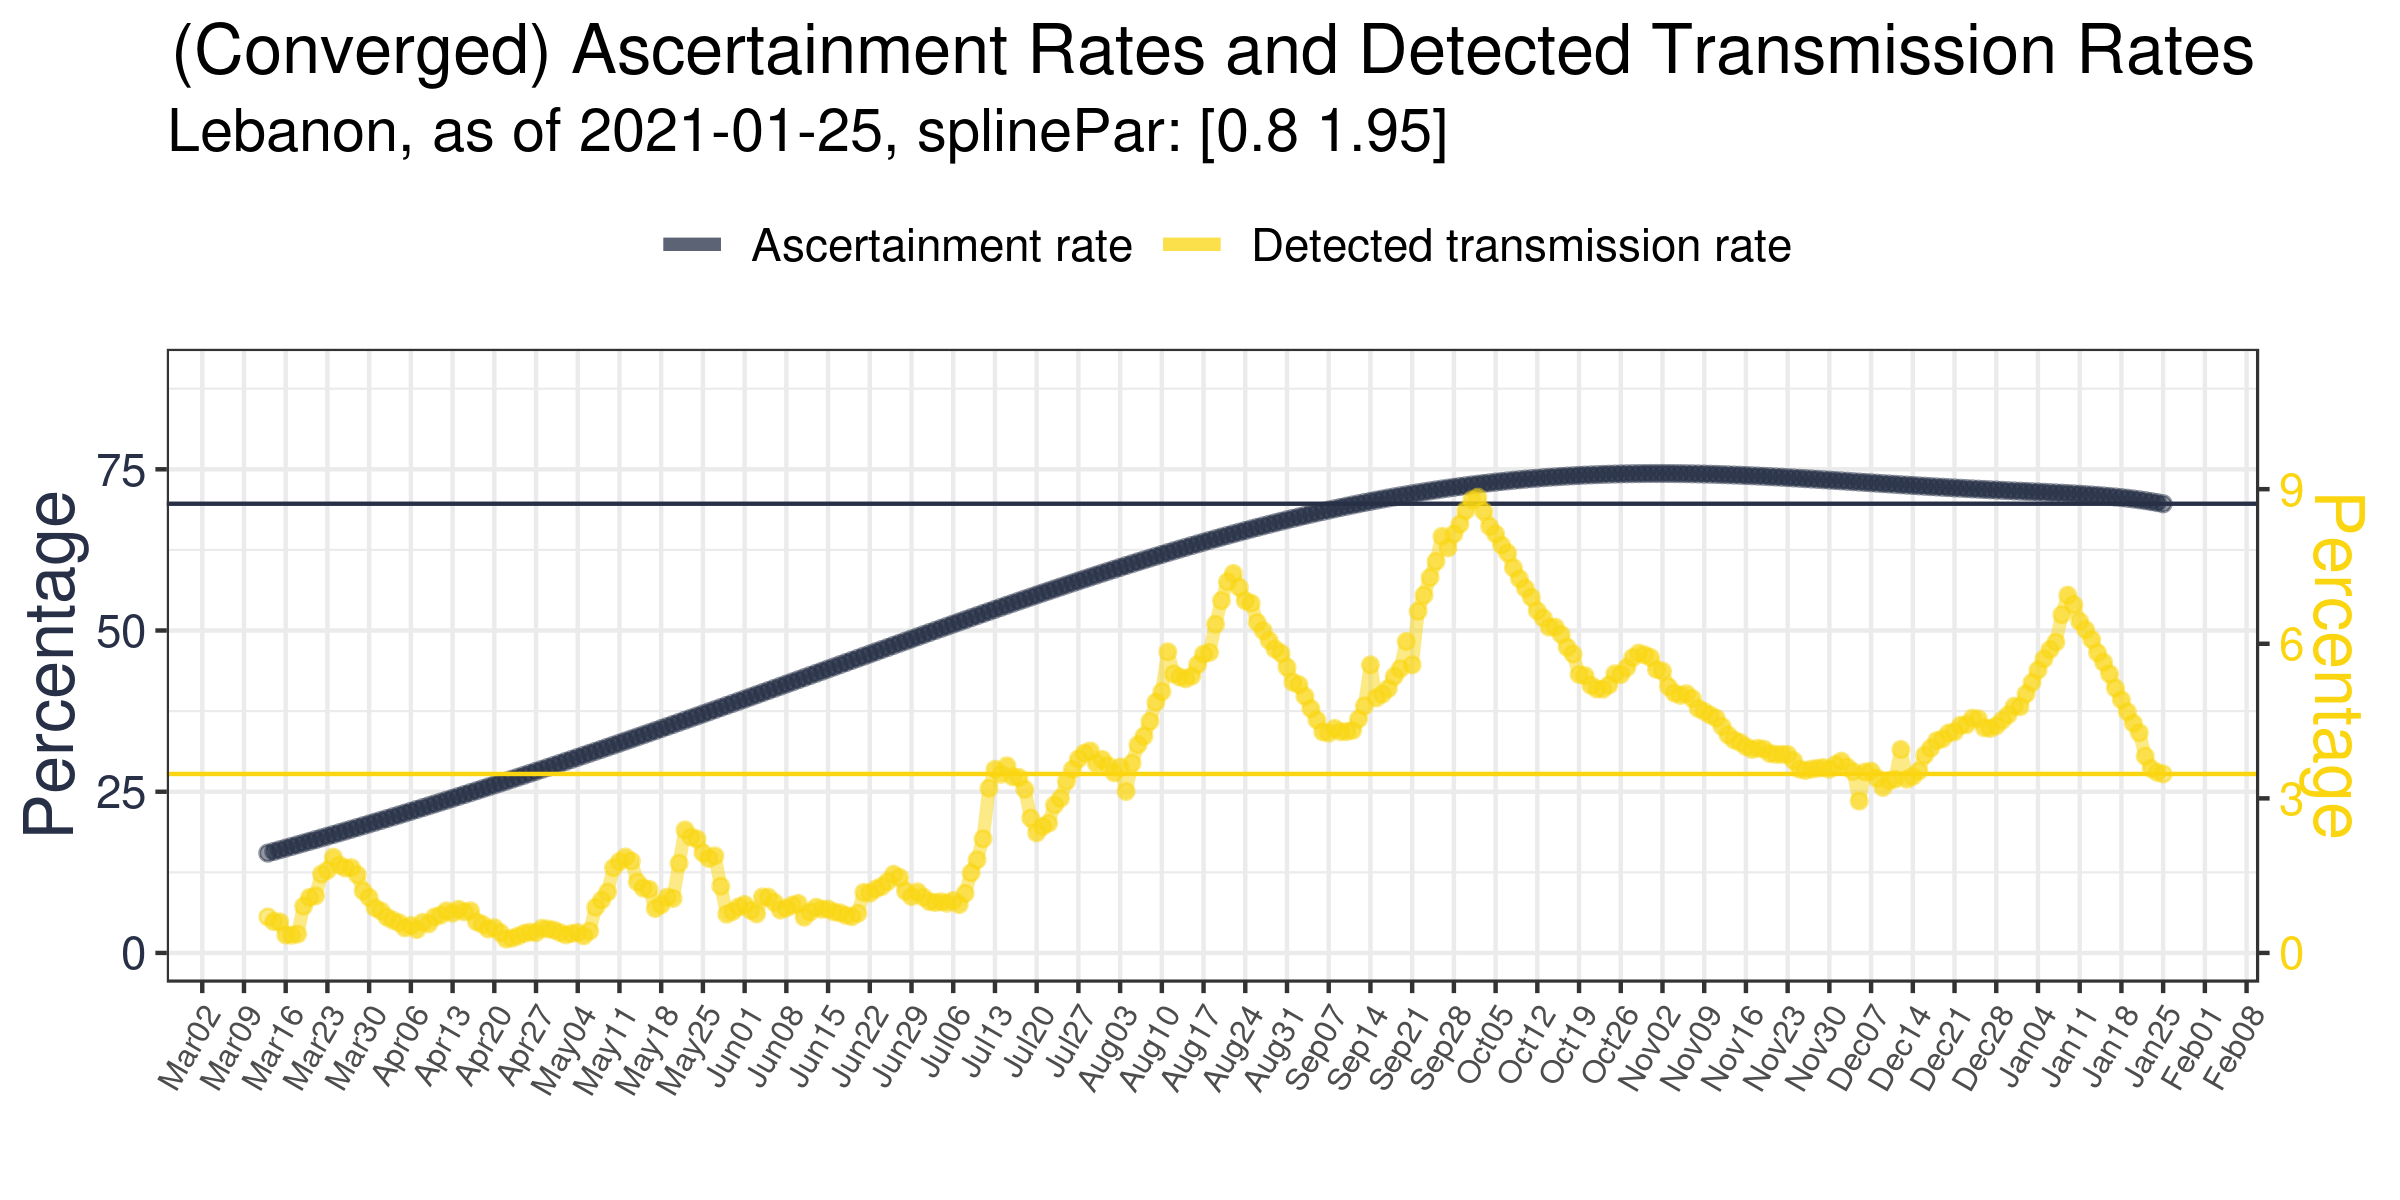 (Converged) Ascertainment Rates and Detected Transmission Rates
Lebanon, as of 2021-01-25, splinePar: [0.8 1.95]
Ascertainment rate
Detected transmission rate
Percentage
75
50
25
0
9
6
3
0
Percentage
Mar02
Mar09
Mar16
Mar23
Mar30
Apr06
Apr13
Apr20
Apr27
May04
May11
May18
May25
Jun01
Jun08
Jun15
Jun22
Jun29
Jul06
Jul13
Jul20
Jul27
Aug03
Aug10
Aug17
Aug24
Aug31
Sep07
Sep14
Sep21
Sep28
Oct05
Oct12
Oct19
Oct26
Nov02
Nov09
Nov16
Nov23
Nov30
Dec07
Dec14
Dec21
Dec28
Jan04
Jan11
Jan18
Jan25
Feb01
Feb08